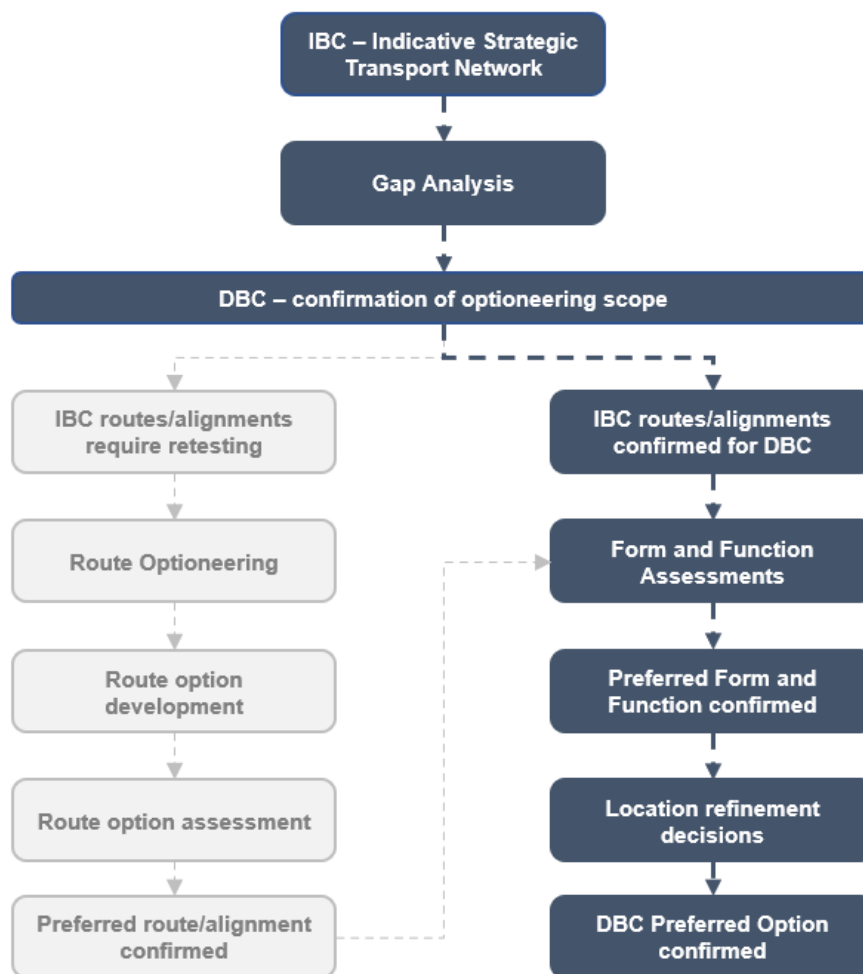 IBC – Indicative Strategic
Transport Network
Gap Analysis
DBC – confirmation of optioneering scope
IBC routes/alignments
require retesting
IBC routes/alignments
confirmed for DBC
Route Optioneering
Form and Function
Assessments
Route option
development
Preferred Form and
Function confirmed
Route option assessment
Location refinement
decisions
Preferred route/alignment
confirmed
DBC Preferred Option
confirmed